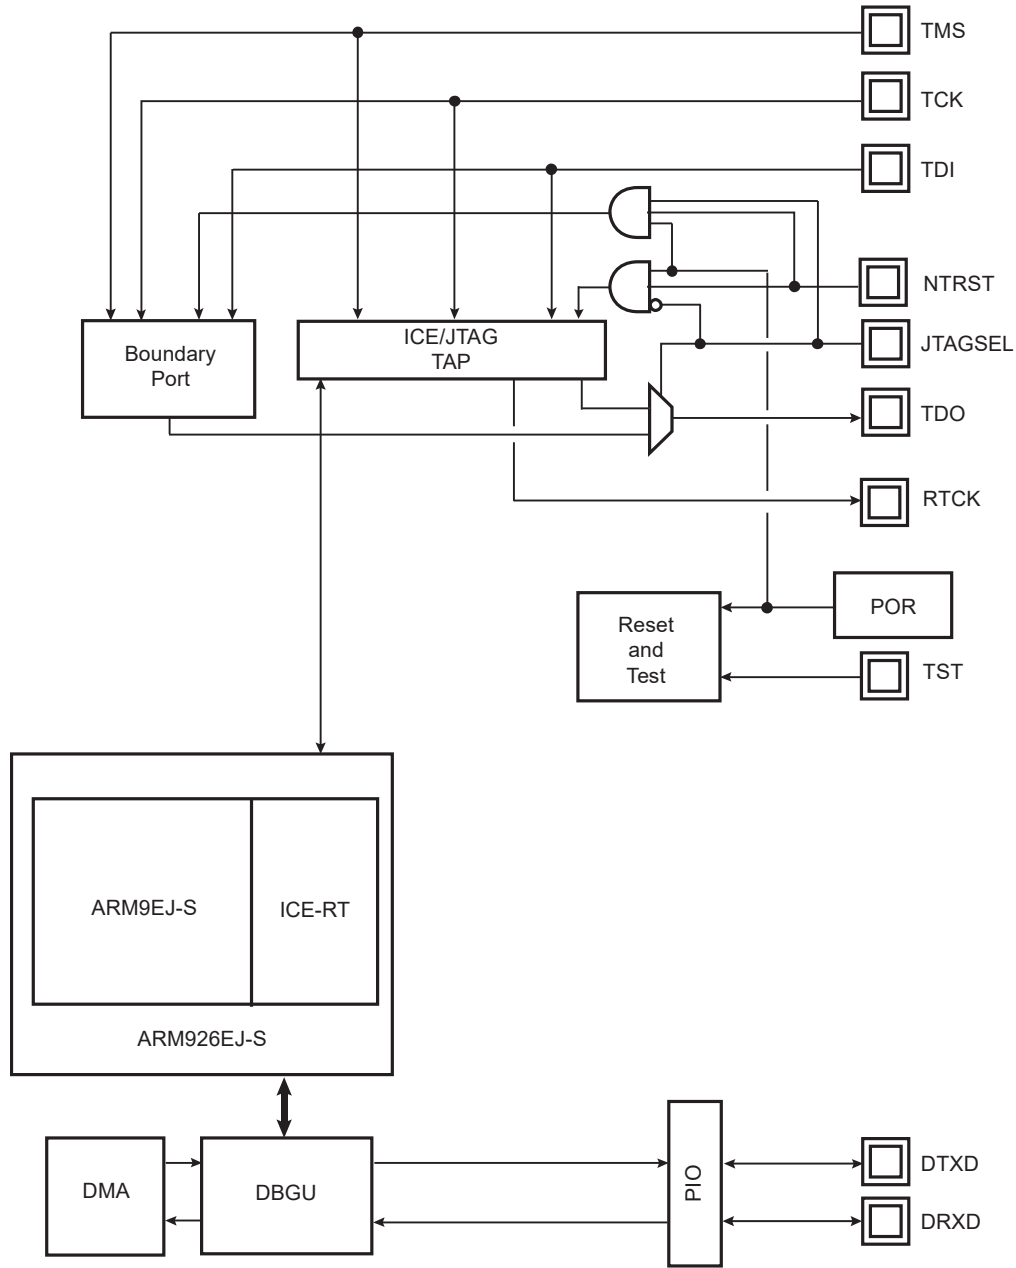 TMS
TCK
TDI
NTRST
JTAGSEL
ICE/JTAG
TAP
Boundary
Port
TDO
RTCK
POR
Reset
and
Test
TST
ARM9EJ-S
ICE-RT
ARM926EJ-S
DMA
DBGU
PIO
DTXD
DRXD